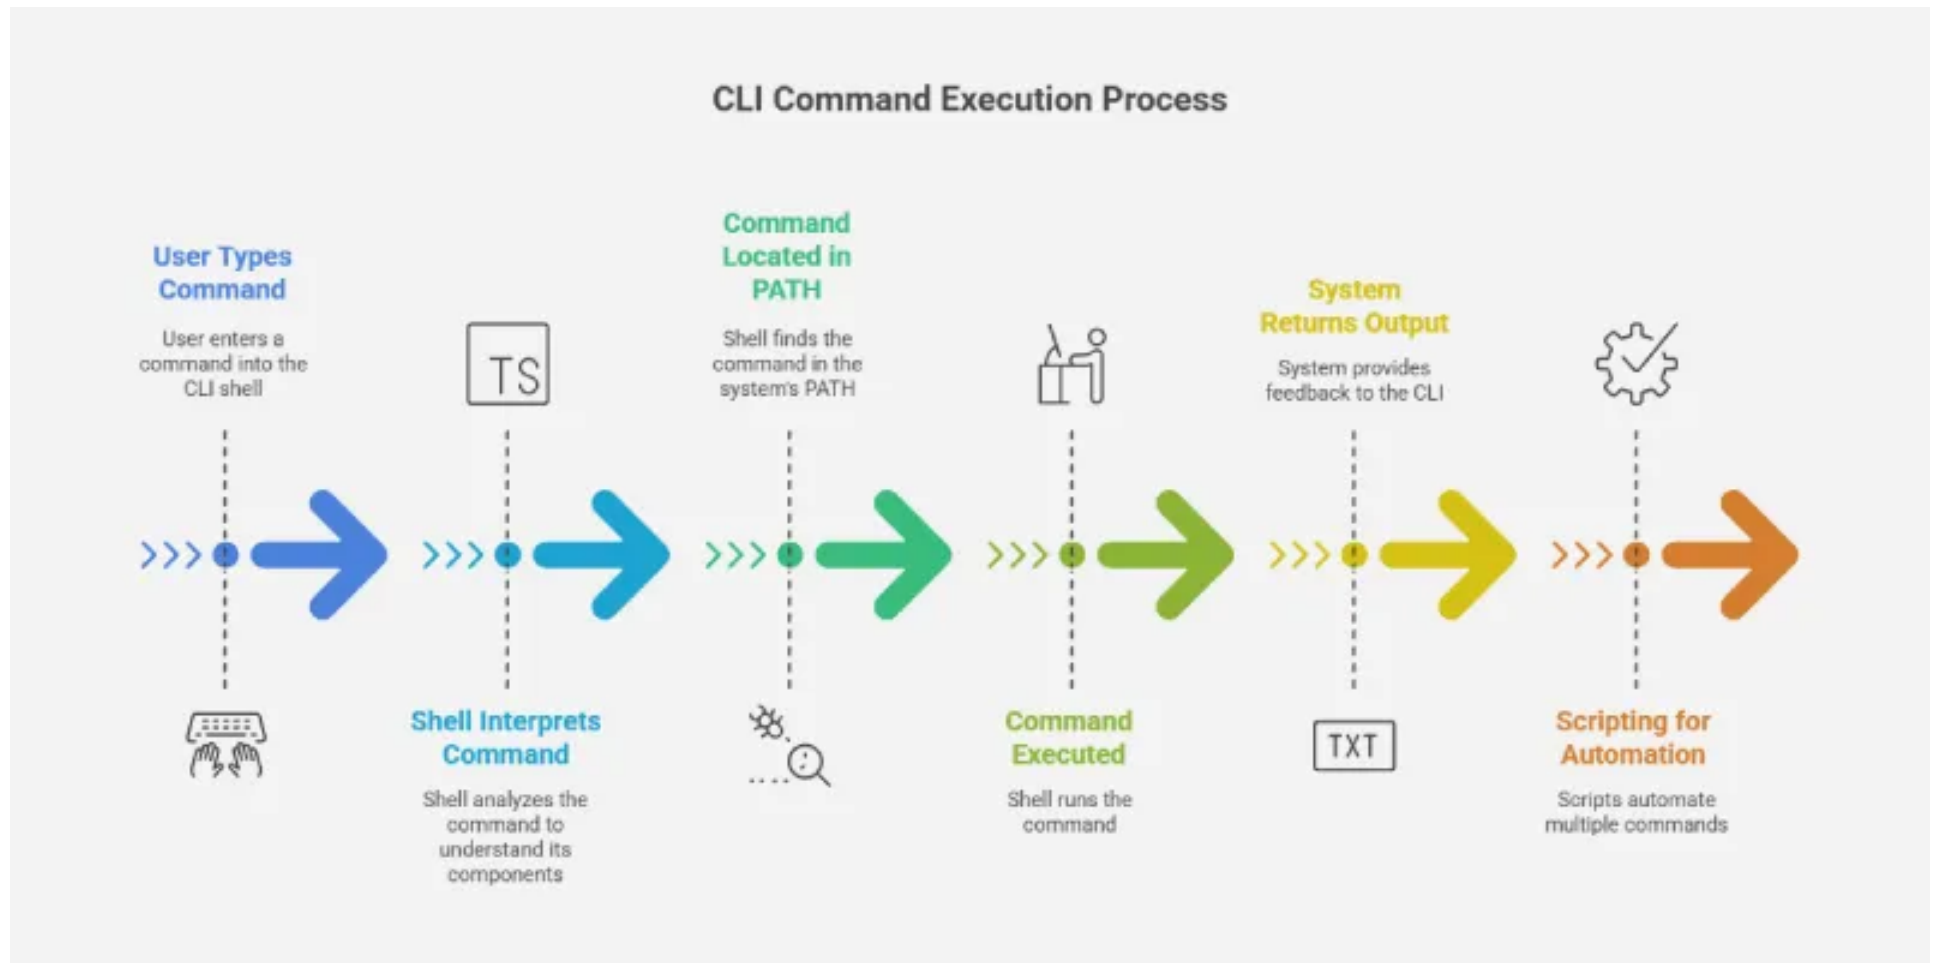 CLI Command Execution Process
User Types
Command
User enters a
command into the
CLI shell
TS
Shell Interprets
Command
Shell analyzes the
command to
understand its
components
Command
Located in
PATH
Shell finds the
command in the
system's PATH
Command
Executed
Shell runs the
command
System
Returns Output
System provides
feedback to the CLI
TXT
Scripting for
Automation
Scripts automate
multiple commands